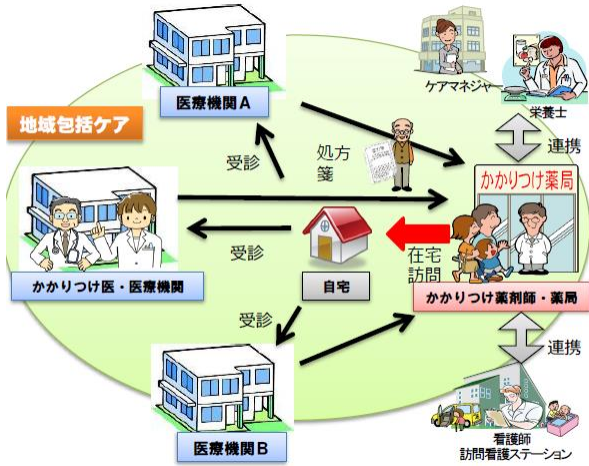 医療機関A
ケアマネジャー
栄養士
地域包括ケア
連携
受診
処方
箋
かかりつけ薬局
かかりつけ医・医療機関
受診
自宅
在宅
訪問
かかりつけ薬剤師・薬局
受診
連携
医療機関B
看護師
訪問看護ステーション